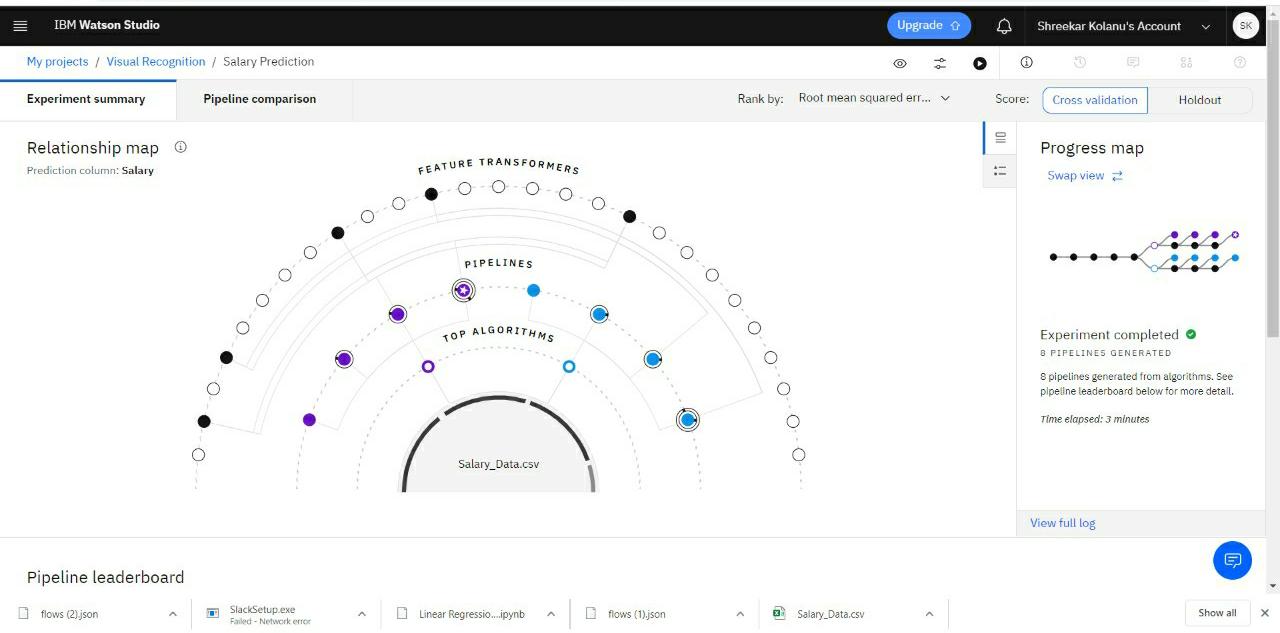 IBM Watson Studio
Upgrade
Shreekar Kolanu's Account
SK
My projects / Visual Recognition / Salary Prediction
Experiment summary
Pipeline comparison
Rank by: Root mean squared err...
Score: Cross validation Holdout
Relationship map
Prediction column: Salary
FEATURE TRANSFORMERS
PIPELINES
TOP ALGORITHMS
Salary_Data.csv
Progress map
Swap view
Experiment completed
8 PIPELINES GENERATED
8 pipelines generated from algorithms. See
pipeline leaderboard below for more detail.
Time elapsed: 3 minutes
View full log
Pipeline leaderboard
flows (2).json
SlackSetup.exe
Failed - Network error
Linear Regressio....ipynb
flows (1).json
Salary_Data.csv
Show all